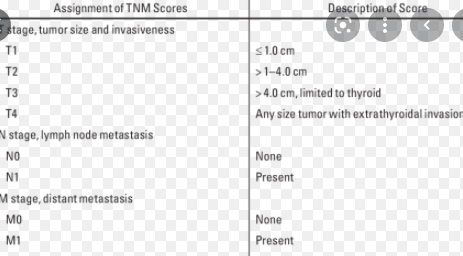 Assignment of TNM Scores Description of Score
stage, tumor size and invasiveness
T1 ≤1.0 cm
T2 >1–4.0 cm
T3 >4.0 cm, limited to thyroid
T4 Any size tumor with extrathyroidal invasion
N stage, lymph node metastasis
N0 None
N1 Present
M stage, distant metastasis
M0 None
M1 Present